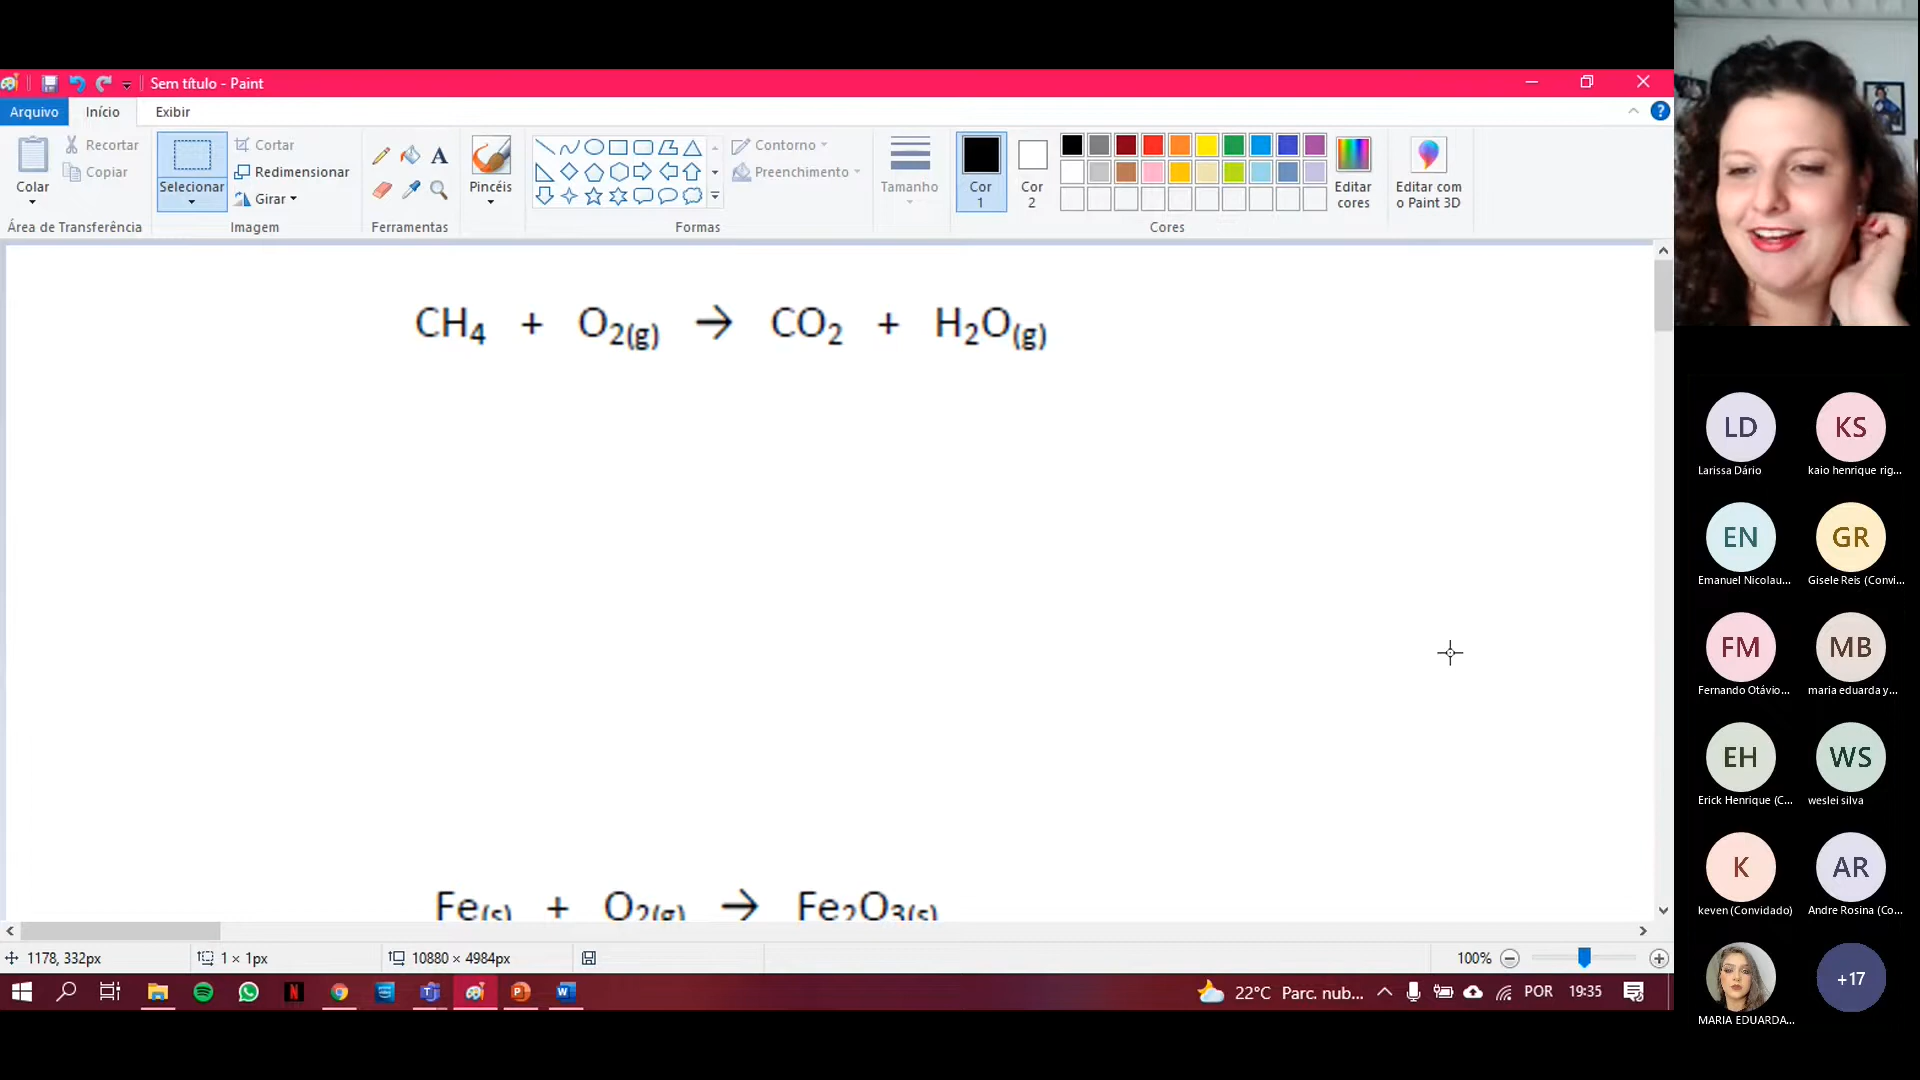 Sem título - Paint
Arquivo Início Exibir
Colar
Recortar
Copiar
Área de Transferência
Selecionar
Cortar
Redimensionar
Girar
Imagem
A
Ferramentas
Pincéis
Contorno
Preenchimento
Formas
Tamanho
Cor 1
Cor 2
Cores
Editar cores
Editar com o Paint 3D
?
CH₄ + O₂₍g₎ → CO₂ + H₂O₍g₎
Fe₍s₎ + O₂₍g₎ → Fe₂O₃₍s₎
1178, 332px 1 × 1px 10880 × 4984px 100%
22°C Parc. nub... POR 19:35
LD
Larissa Dário
KS
kaio henrique rig...
EN
Emanuel Nicolau...
GR
Gisele Reis (Convi...
FM
Fernando Otávio...
MB
maria eduarda y...
EH
Erick Henrique (C...
WS
weslei silva
K
keven (Convidado)
AR
Andre Rosina (Co...
MARIA EDUARDA...
+17